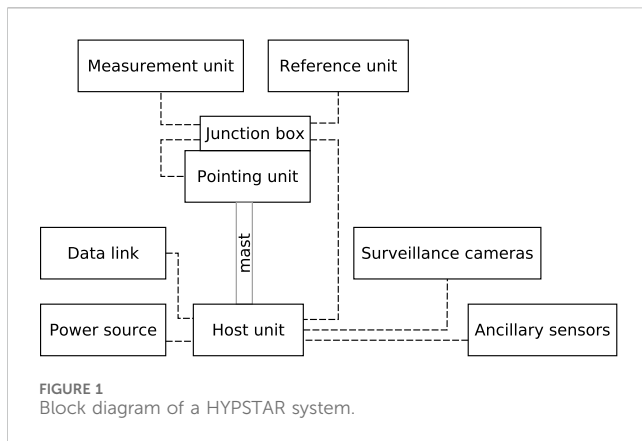 Measurement unit
Reference unit
Junction box
Pointing unit
mast
Data link
Surveillance cameras
Power source
Host unit
Ancillary sensors
FIGURE 1
Block diagram of a HYPSTAR system.